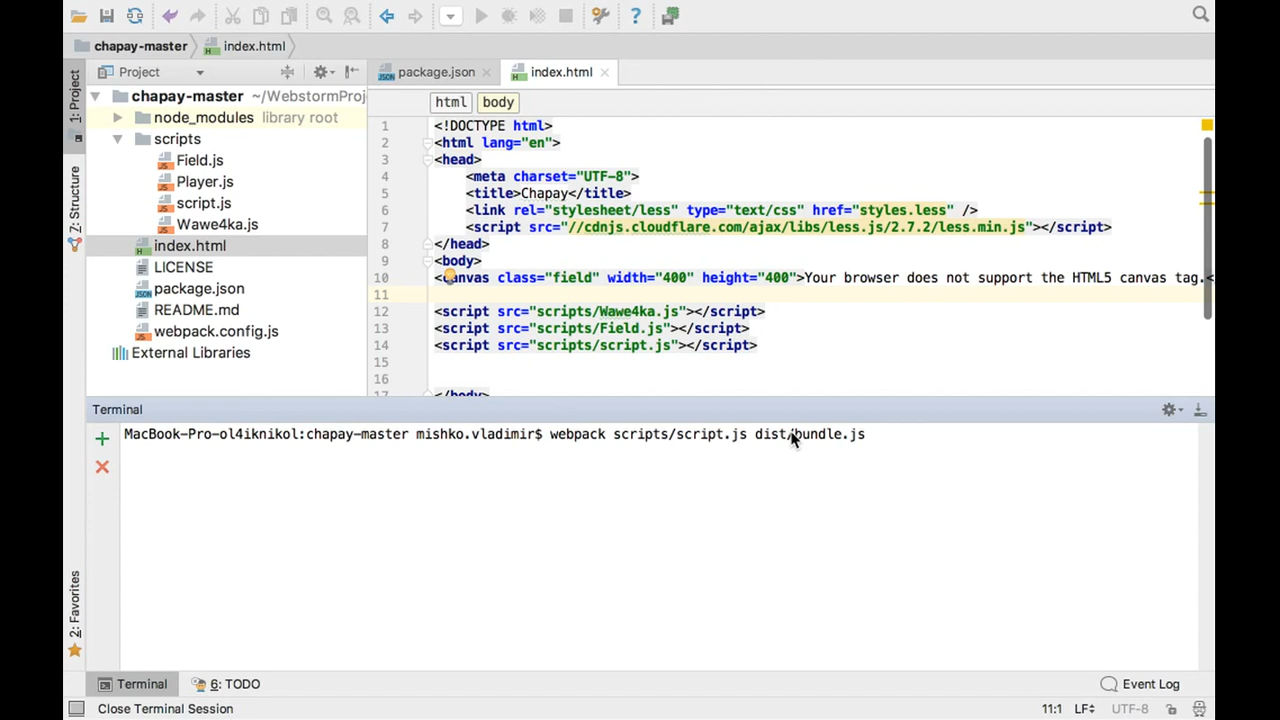 chapay-master
index.html
1: Project
Project
package.json
index.html
html
body
chapay-master ~/WebstormProj
node_modules library root
scripts
Field.js
Player.js
script.js
Wawe4ka.js
index.html
LICENSE
package.json
README.md
webpack.config.js
External Libraries
7: Structure
2: Favorites
1 <!DOCTYPE html>
2 <html lang="en">
3 <head>
4 <meta charset="UTF-8">
5 <title>Chapay</title>
6 <link rel="stylesheet/less" type="text/css" href="styles.less" />
7 <script src="//cdnjs.cloudflare.com/ajax/libs/less.js/2.7.2/less.min.js"></script>
8 </head>
9 <body>
10 <canvas class="field" width="400" height="400">Your browser does not support the HTML5 canvas tag.<
11
12 <script src="scripts/Wawe4ka.js"></script>
13 <script src="scripts/Field.js"></script>
14 <script src="scripts/script.js"></script>
15
16
17 </body>
Terminal
MacBook-Pro-ol4iknikol:chapay-master mishko.vladimir$ webpack scripts/script.js dist/bundle.js
Terminal
6: TODO
Event Log
Close Terminal Session
11:1
LF
UTF-8